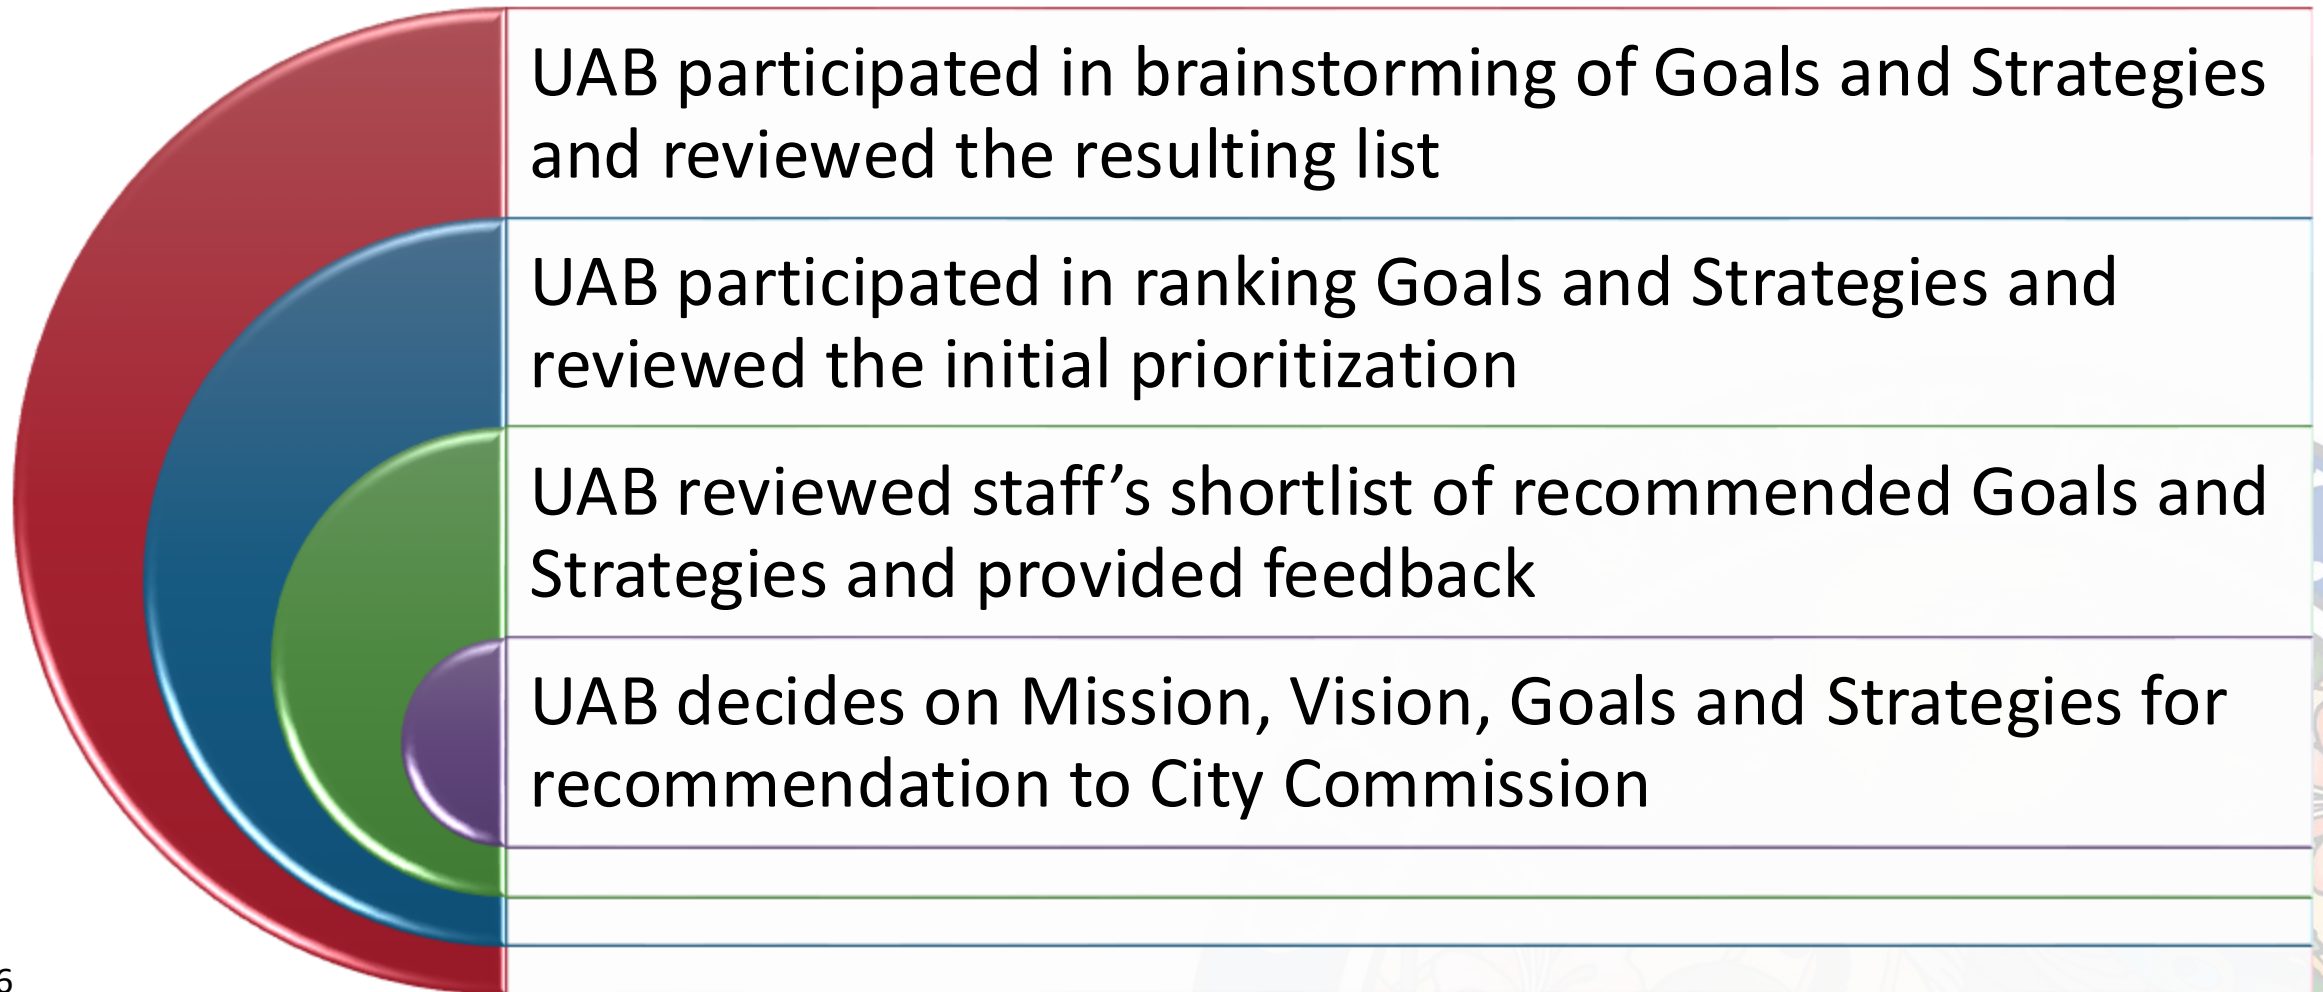 UAB participated in brainstorming of Goals and Strategies
and reviewed the resulting list
UAB participated in ranking Goals and Strategies and
reviewed the initial prioritization
UAB reviewed staff’s shortlist of recommended Goals and
Strategies and provided feedback
UAB decides on Mission, Vision, Goals and Strategies for
recommendation to City Commission
6